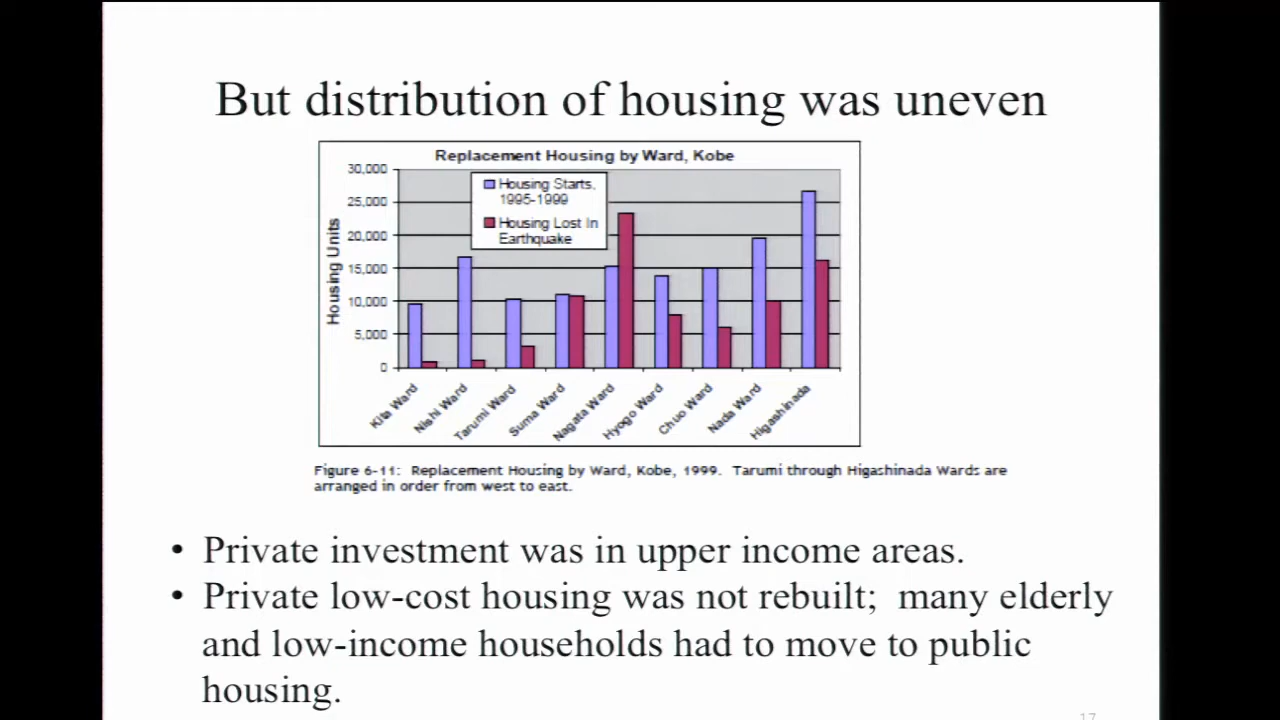 But distribution of housing was uneven
Replacement Housing by Ward, Kobe
Housing Units
30,000
25,000
20,000
15,000
10,000
5,000
0
Housing Starts,
1995-1999
Housing Lost In
Earthquake
Kita Ward
Nishi Ward
Tarumi Ward
Suma Ward
Nagata Ward
Hyogo Ward
Chuo Ward
Nada Ward
Higashinada
Figure 6-11: Replacement Housing by Ward, Kobe, 1999. Tarumi through Higashinada Wards are
arranged in order from west to east.
• Private investment was in upper income areas.
• Private low-cost housing was not rebuilt; many elderly
and low-income households had to move to public
housing.
17